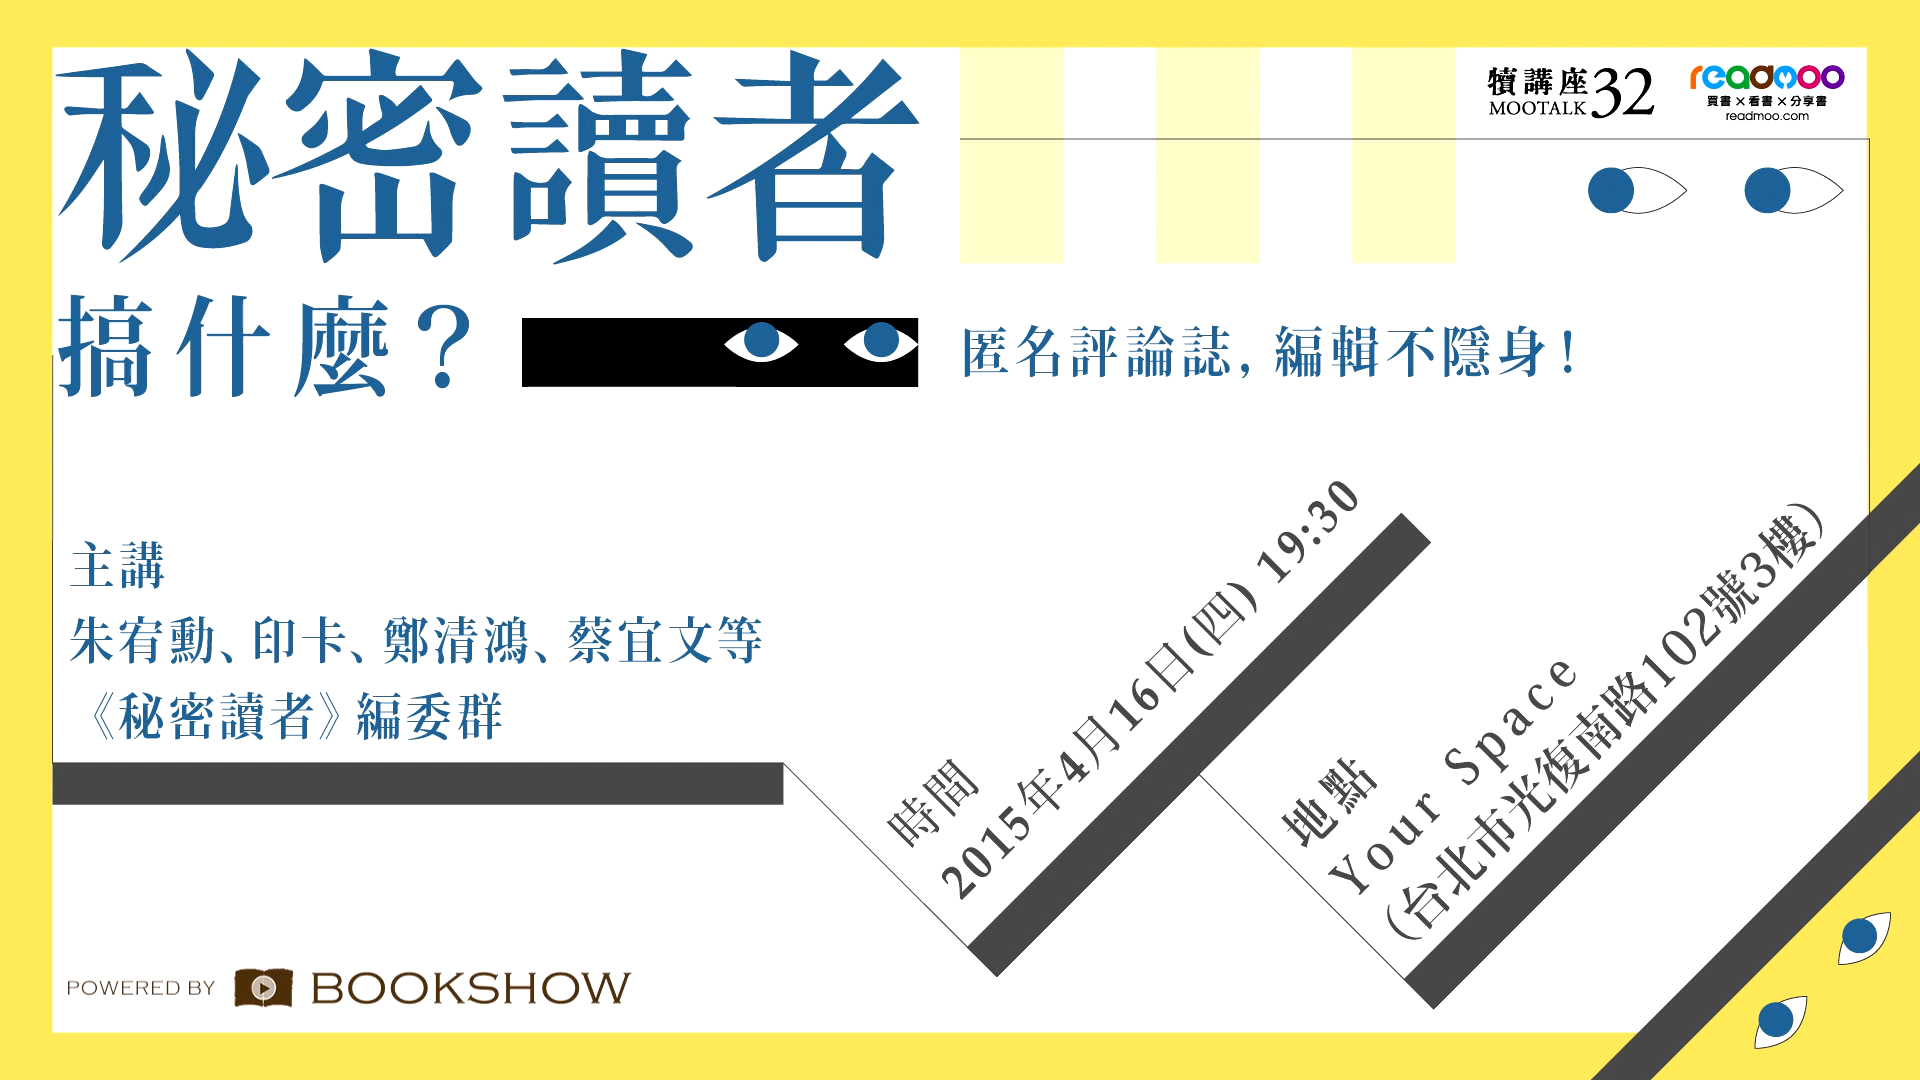 秘密讀者
搞什麼？
匿名評論誌，編輯不隱身！
犢講座32
MOOTALK
readmoo
買書×看書×分享書
readmoo.com
主講
朱宥勳、印卡、鄭清鴻、蔡宜文等
《秘密讀者》編委群
時間
2015年4月16日(四) 19:30
地點
Your Space
(台北市光復南路102號3樓)
POWERED BY BOOKSHOW